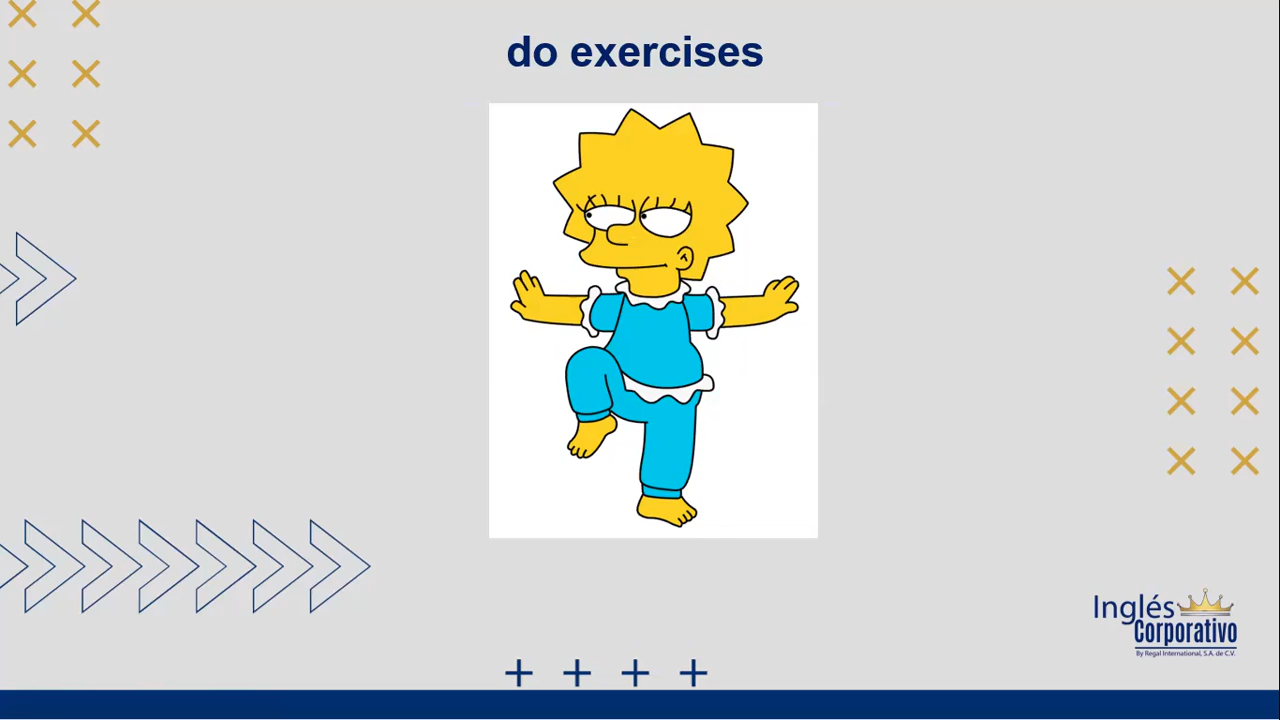 do exercises
Inglés
Corporativo
By Regal International, S.A. de C.V.